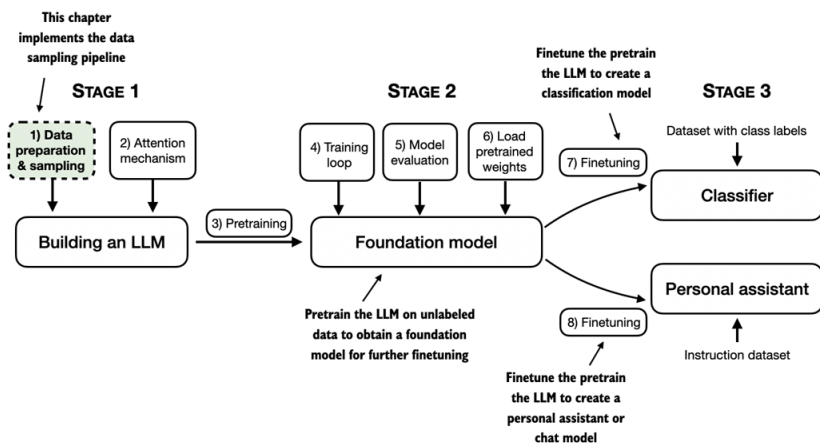 This chapter
implements the data
sampling pipeline
STAGE 1
1) Data
preparation
& sampling
2) Attention
mechanism
Building an LLM
3) Pretraining
STAGE 2
4) Training
loop
5) Model
evaluation
6) Load
pretrained
weights
Foundation model
Pretrain the LLM on unlabeled
data to obtain a foundation
model for further finetuning
Finetune the pretrain
the LLM to create a
classification model
STAGE 3
7) Finetuning
Dataset with class labels
Classifier
Personal assistant
8) Finetuning
Instruction dataset
Finetune the pretrain
the LLM to create a
personal assistant or
chat model